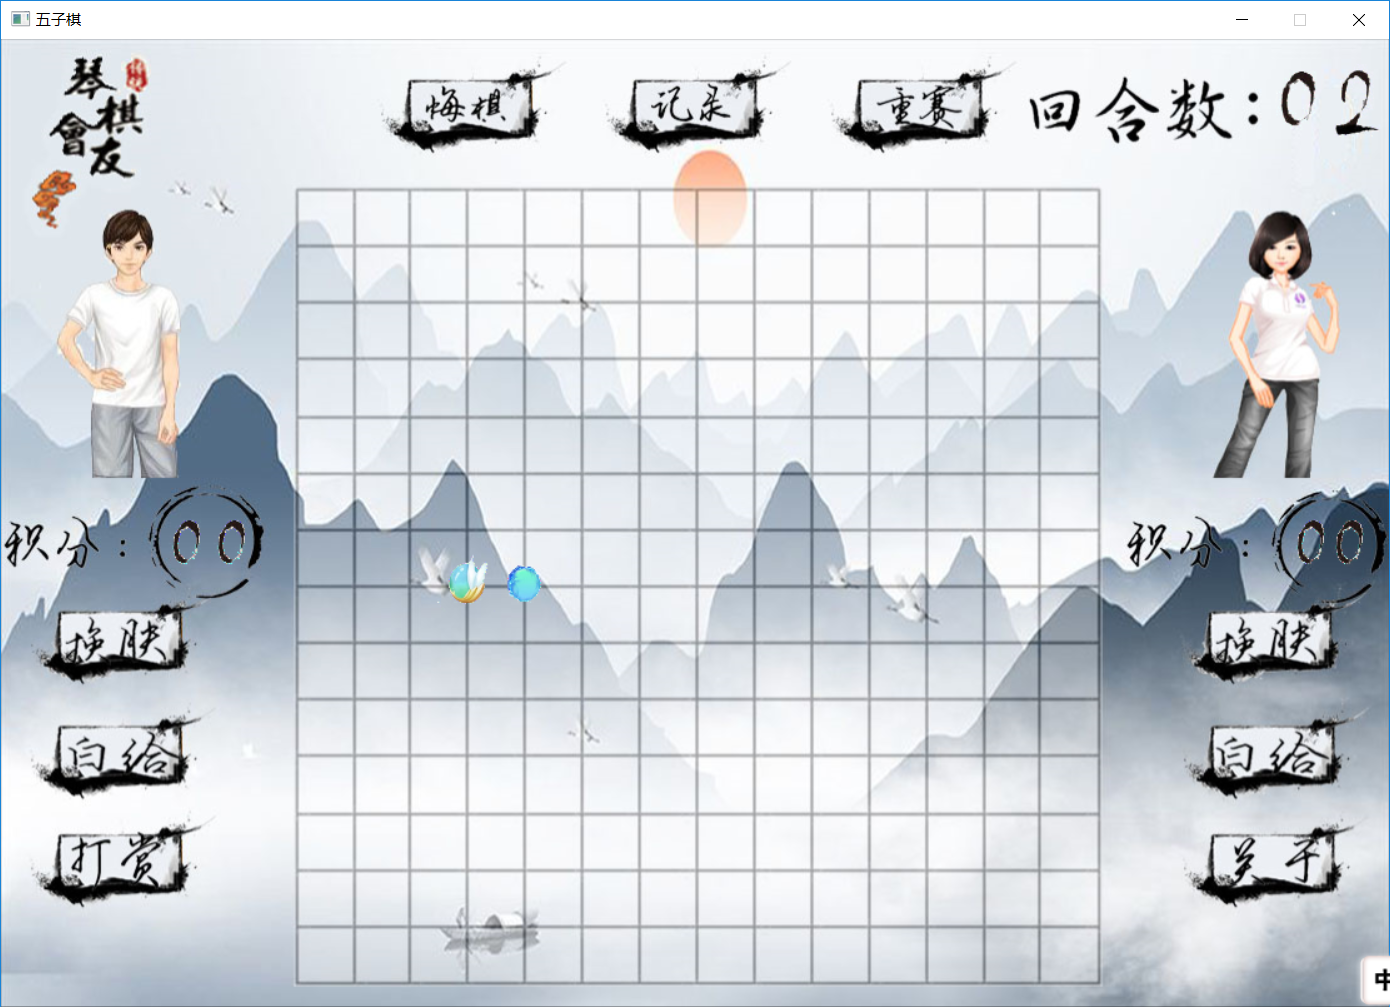 五子棋
琴棋會友
悔棋
记录
重赛
回合数:02
积分:00
积分:00
换肤
换肤
白给
白给
打赏
关于
中